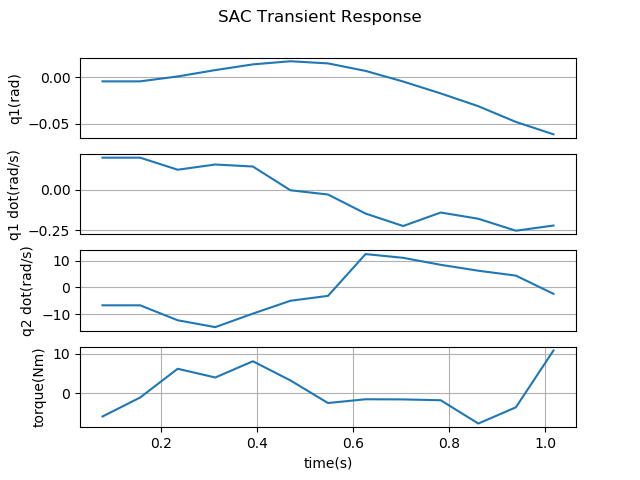 SAC Transient Response
0.00
−0.05
q1(rad)
0.00
−0.25
q1 dot(rad/s)
10
0
−10
q2 dot(rad/s)
10
0
torque(Nm)
0.2 0.4 0.6 0.8 1.0
time(s)